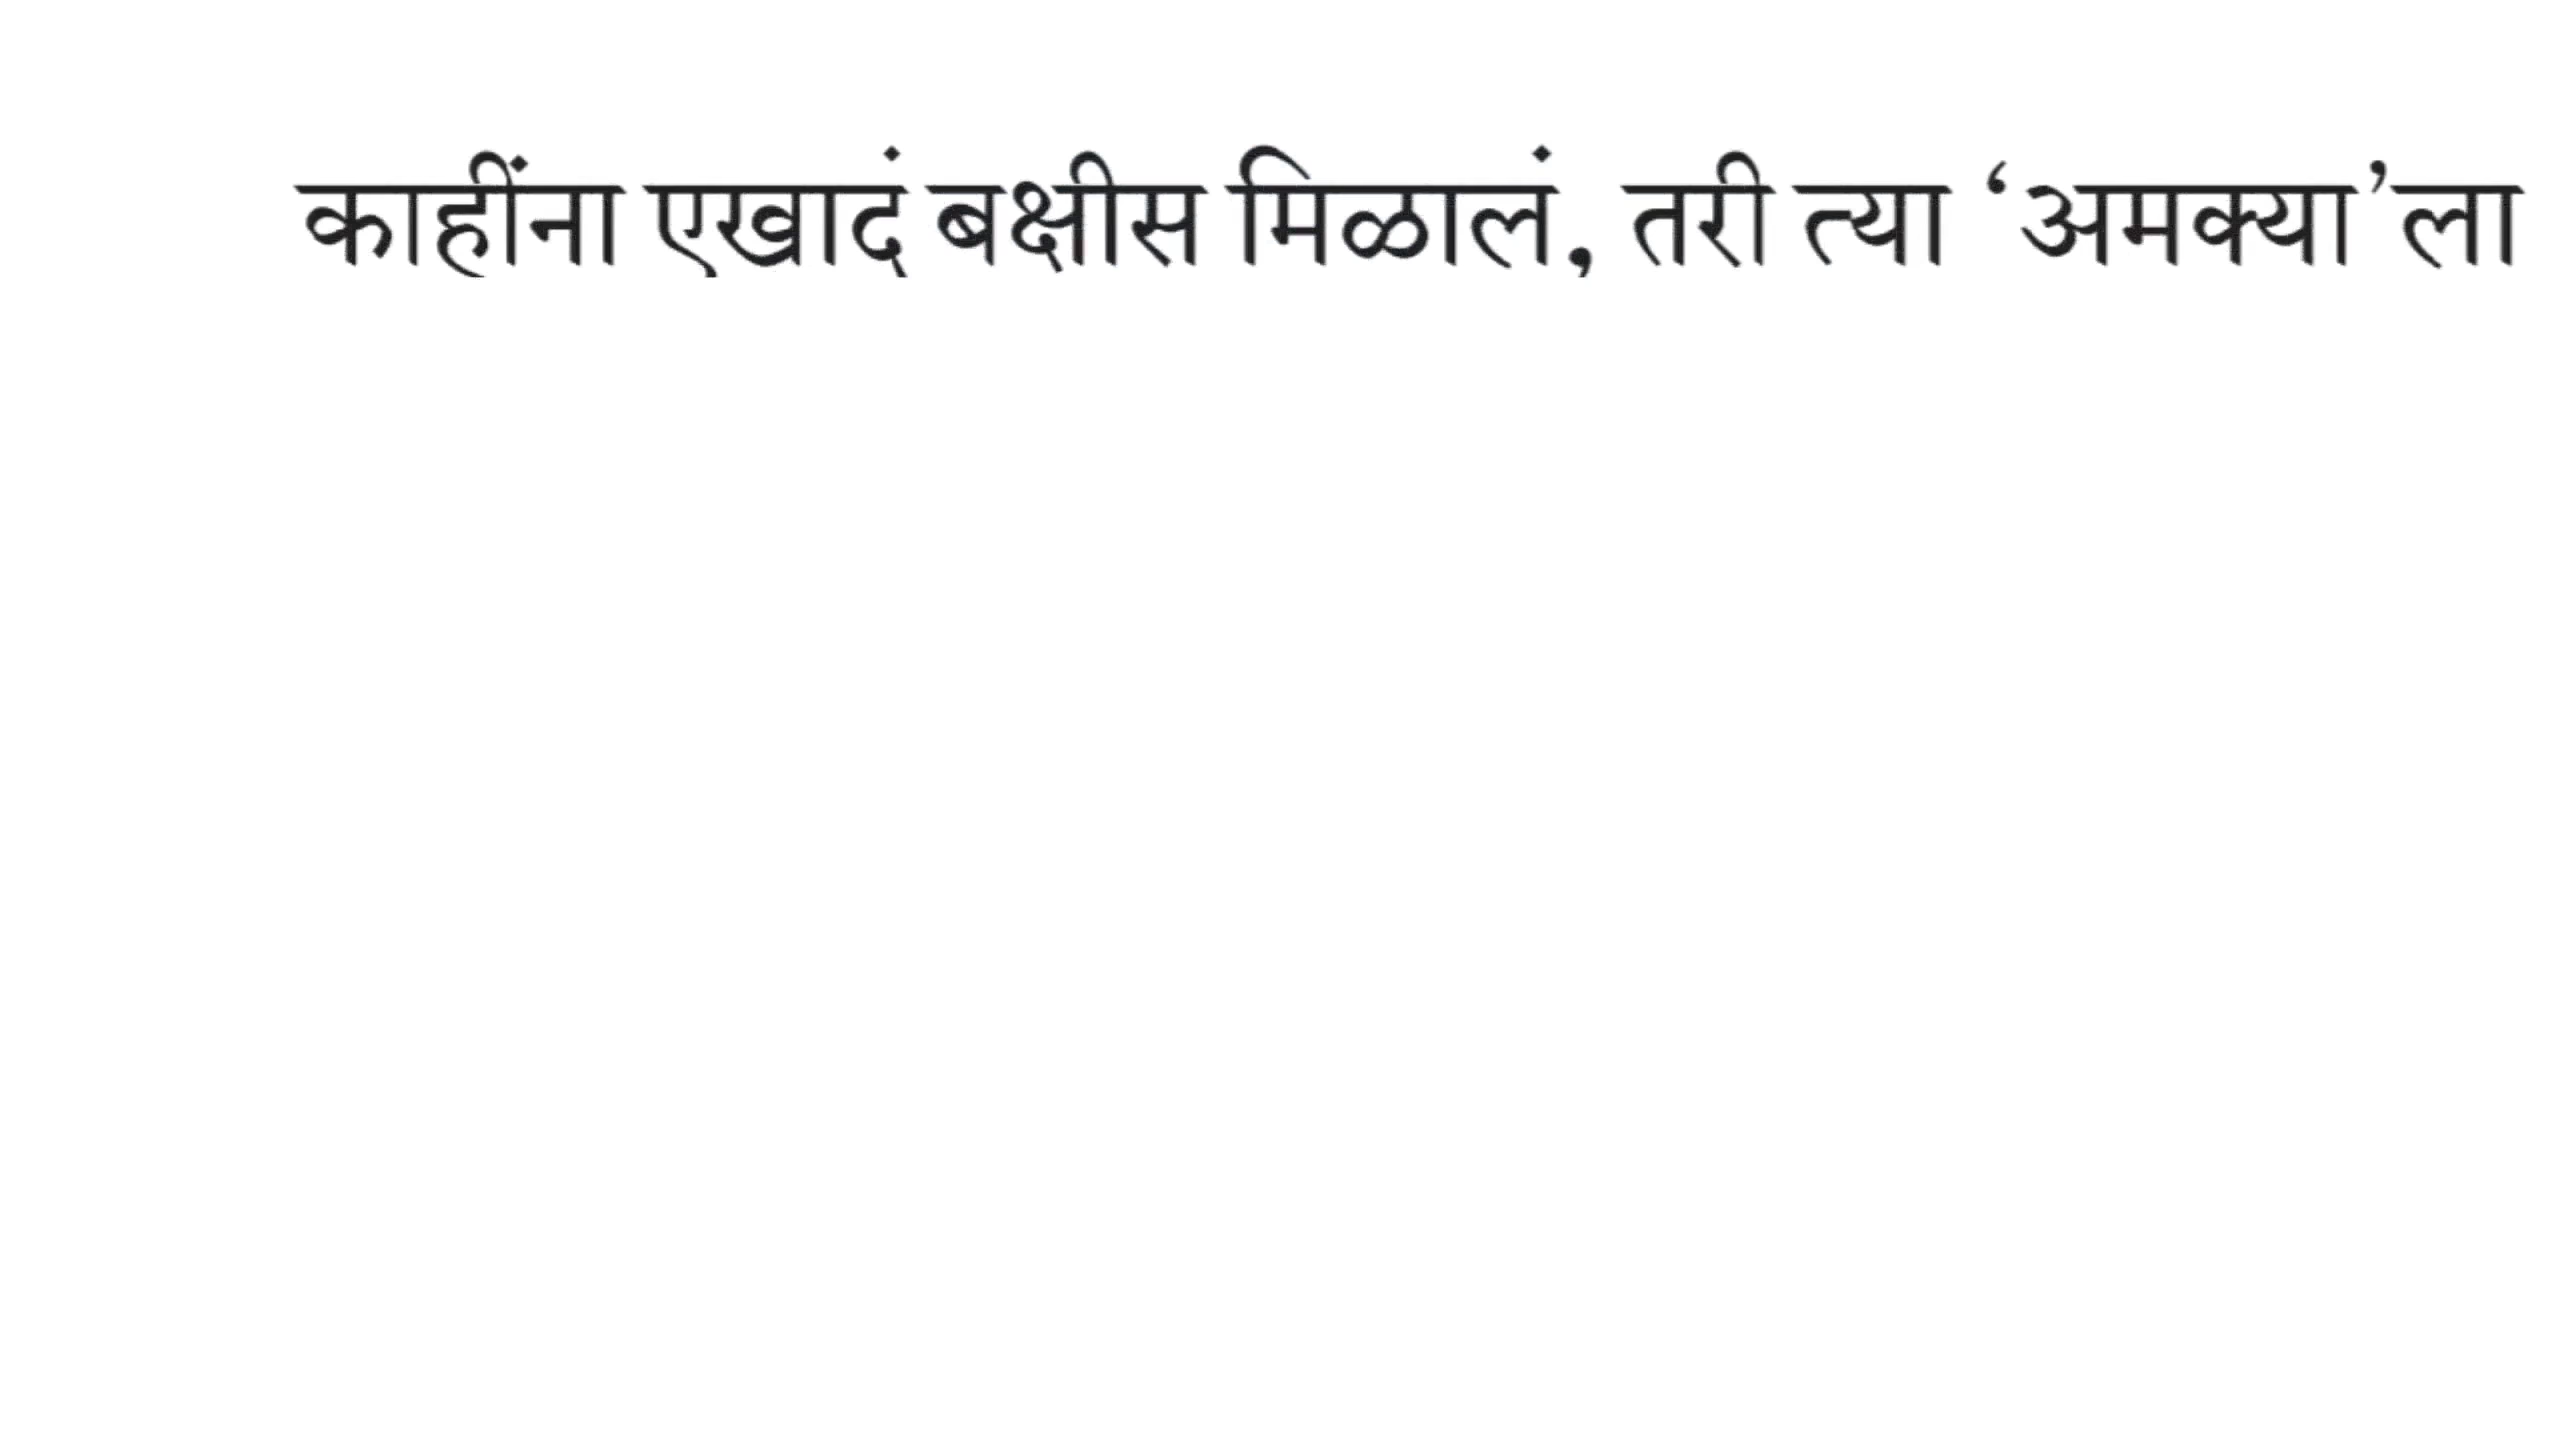 काहींना एखादं बक्षीस मिळालं, तरी त्या ‘अमक्या’ला